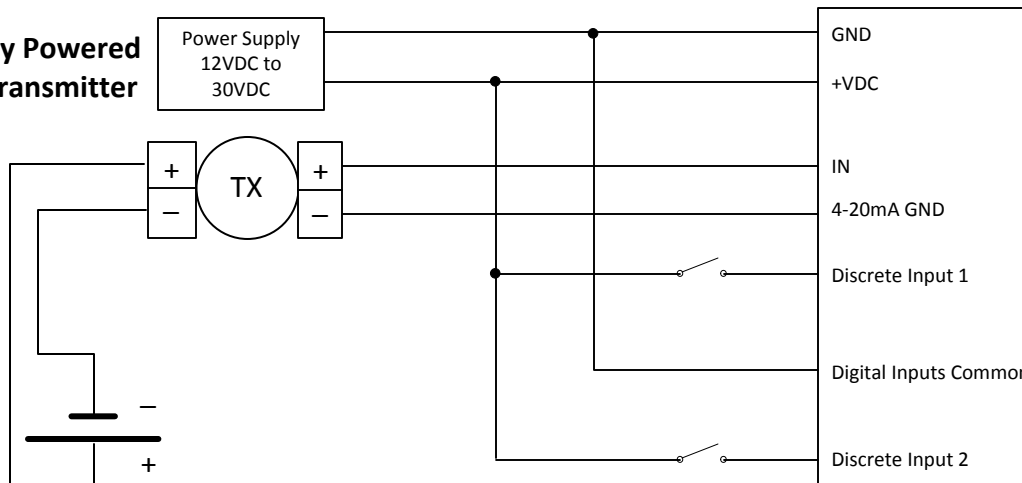 y Powered
ransmitter
Power Supply
12VDC to
30VDC
GND
+VDC
+
TX
+
IN
–
–
4-20mA GND
Discrete Input 1
Digital Inputs Common
–
+
Discrete Input 2